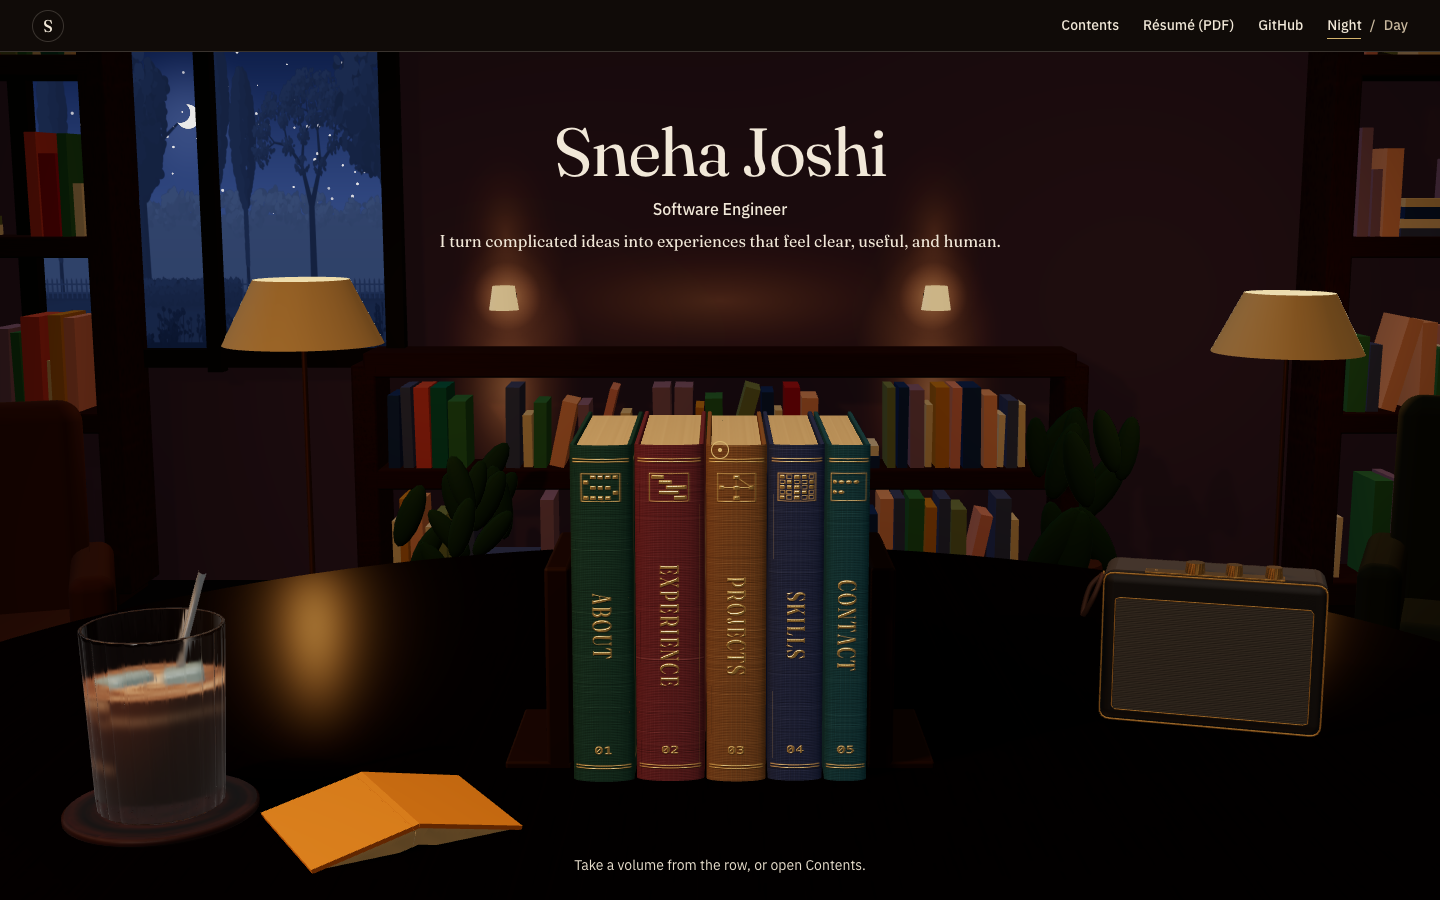 S
Contents
Résumé (PDF)
GitHub
Night / Day
Sneha Joshi
Software Engineer
I turn complicated ideas into experiences that feel clear, useful, and human.
ABOUT
01
EXPERIENCE
02
PROJECTS
03
SKILLS
04
CONTACT
05
Take a volume from the row, or open Contents.